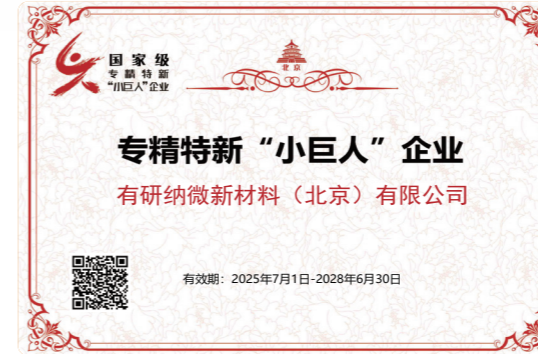 国家级
专精特新
“小巨人”企业
北京
专精特新“小巨人”企业
有研纳微新材料（北京）有限公司
有效期：2025年7月1日-2028年6月30日